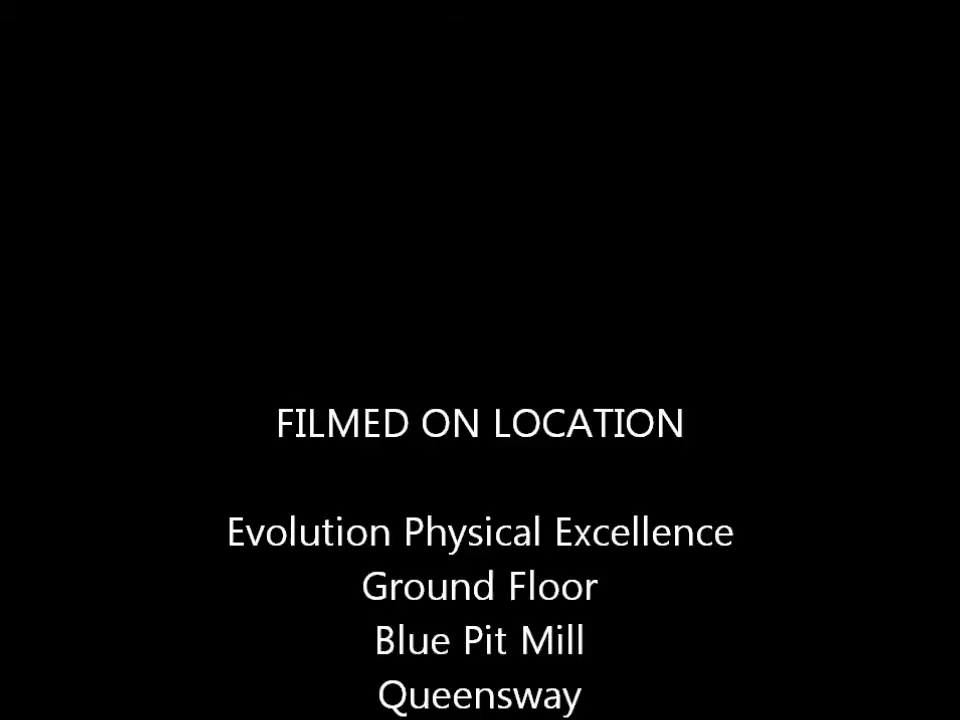 FILMED ON LOCATION
Evolution Physical Excellence
Ground Floor
Blue Pit Mill
Queensway